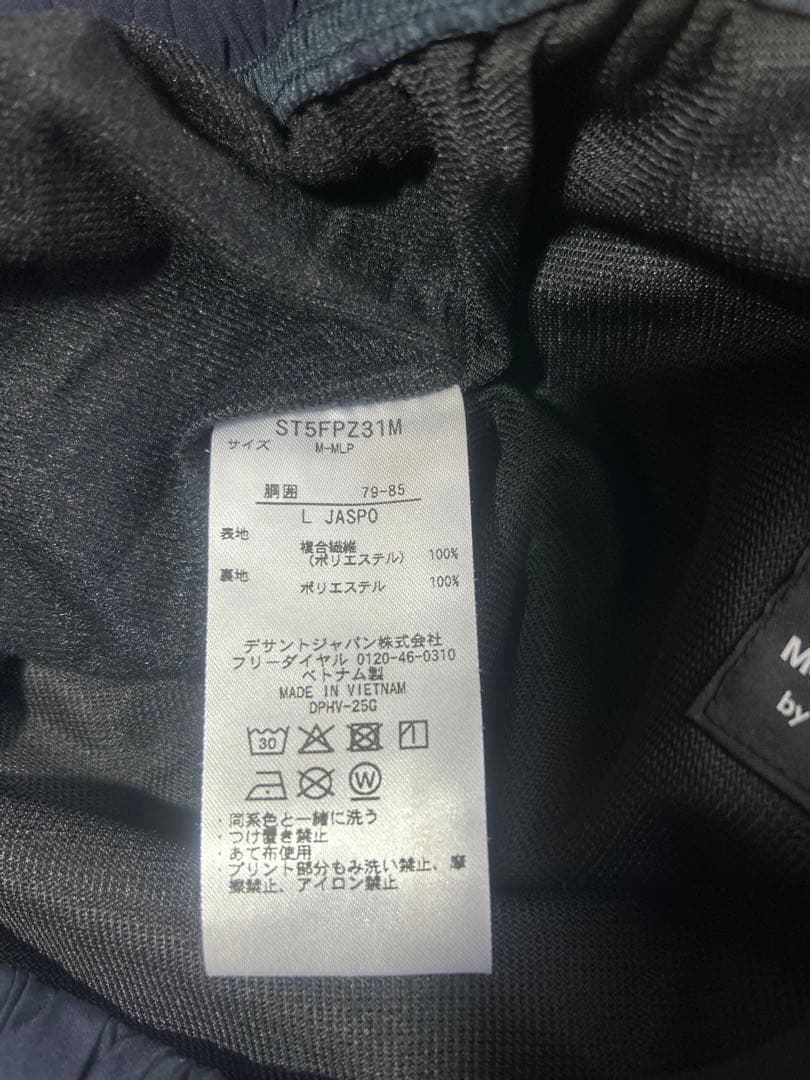 ST5FPZ31M
サイズ M-MLP
胴囲 79-85
L JASPO
表地
複合繊維
(ポリエステル) 100%
裏地
ポリエステル 100%
デサントジャパン株式会社
フリーダイヤル 0120-46-0310
ベトナム製
MADE IN VIETNAM
DPHV-25G
30
W
・同系色と一緒に洗う
・つけ置き禁止
・あて布使用
・プリント部分もみ洗い禁止、摩
擦禁止、アイロン禁止
by